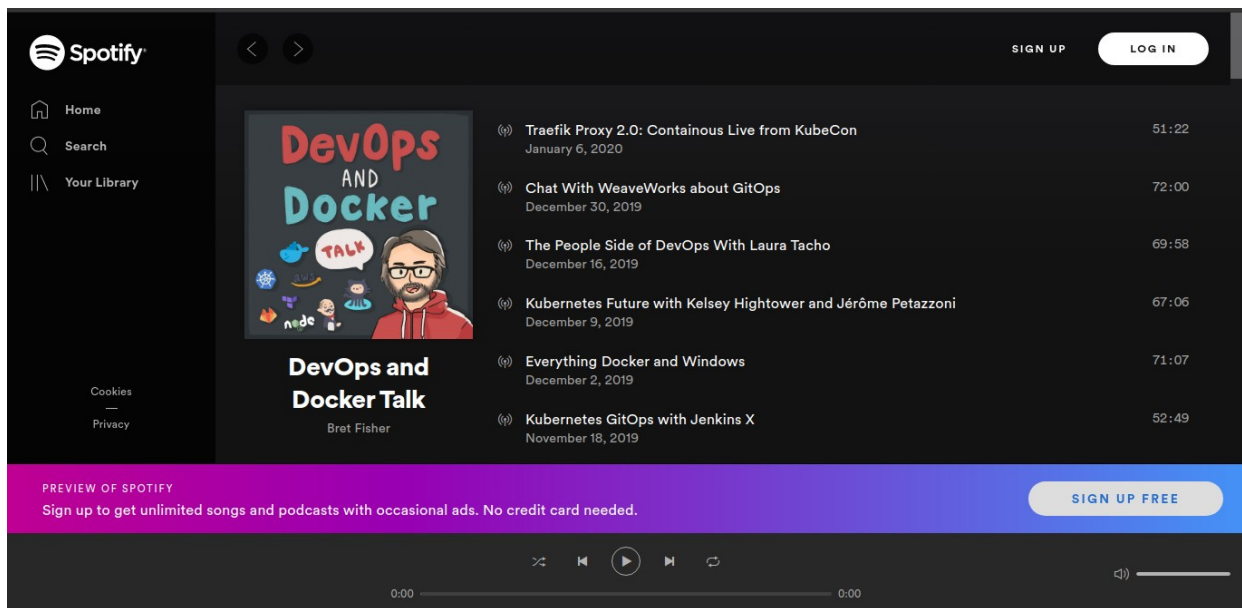 Spotify
SIGN UP
LOG IN
Home
Search
Your Library
Cookies
Privacy
DevOps
AND
Docker
TALK
aws
node
DevOps and
Docker Talk
Bret Fisher
Traefik Proxy 2.0: Containous Live from KubeCon 51:22
January 6, 2020
Chat With WeaveWorks about GitOps 72:00
December 30, 2019
The People Side of DevOps With Laura Tacho 69:58
December 16, 2019
Kubernetes Future with Kelsey Hightower and Jérôme Petazzoni 67:06
December 9, 2019
Everything Docker and Windows 71:07
December 2, 2019
Kubernetes GitOps with Jenkins X 52:49
November 18, 2019
PREVIEW OF SPOTIFY
Sign up to get unlimited songs and podcasts with occasional ads. No credit card needed.
SIGN UP FREE
0:00 0:00